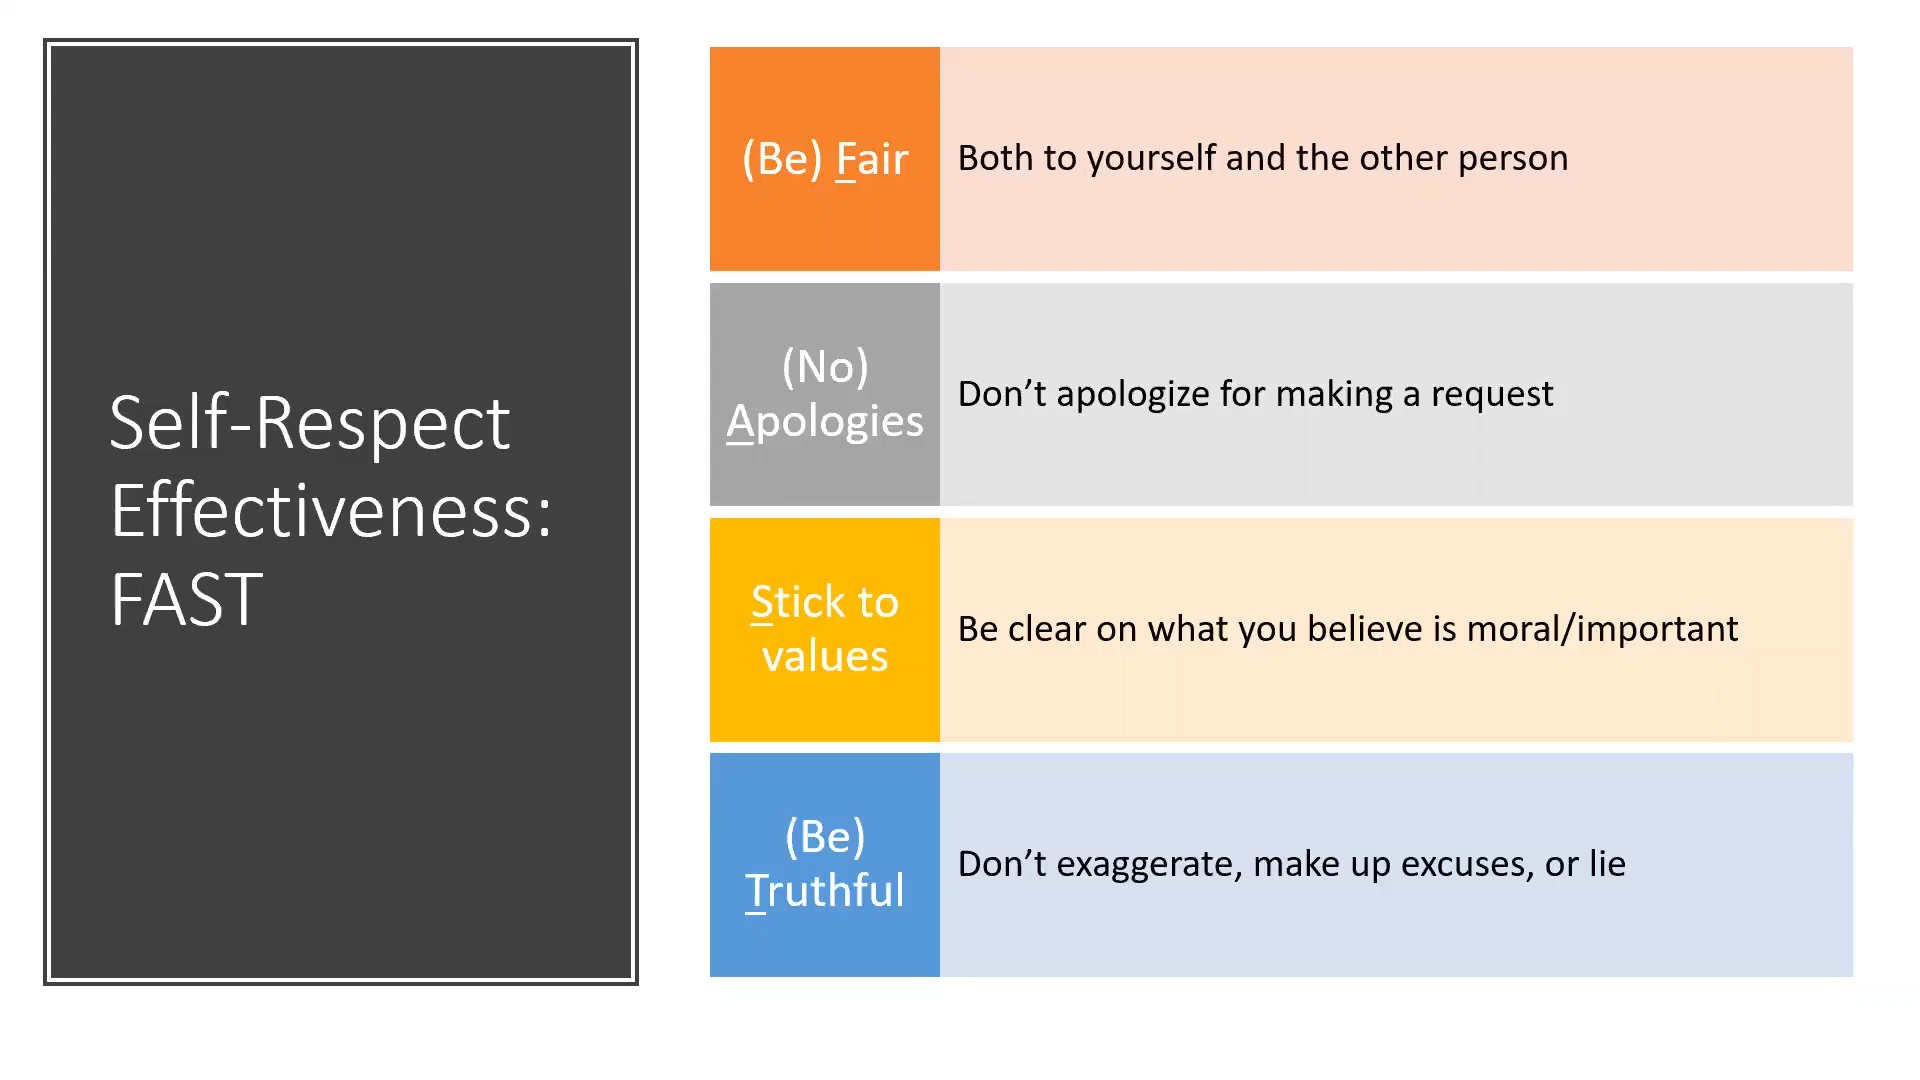 Self-Respect
Effectiveness:
FAST
(Be) Fair
Both to yourself and the other person
(No)
Apologies
Don’t apologize for making a request
Stick to
values
Be clear on what you believe is moral/important
(Be)
Truthful
Don’t exaggerate, make up excuses, or lie